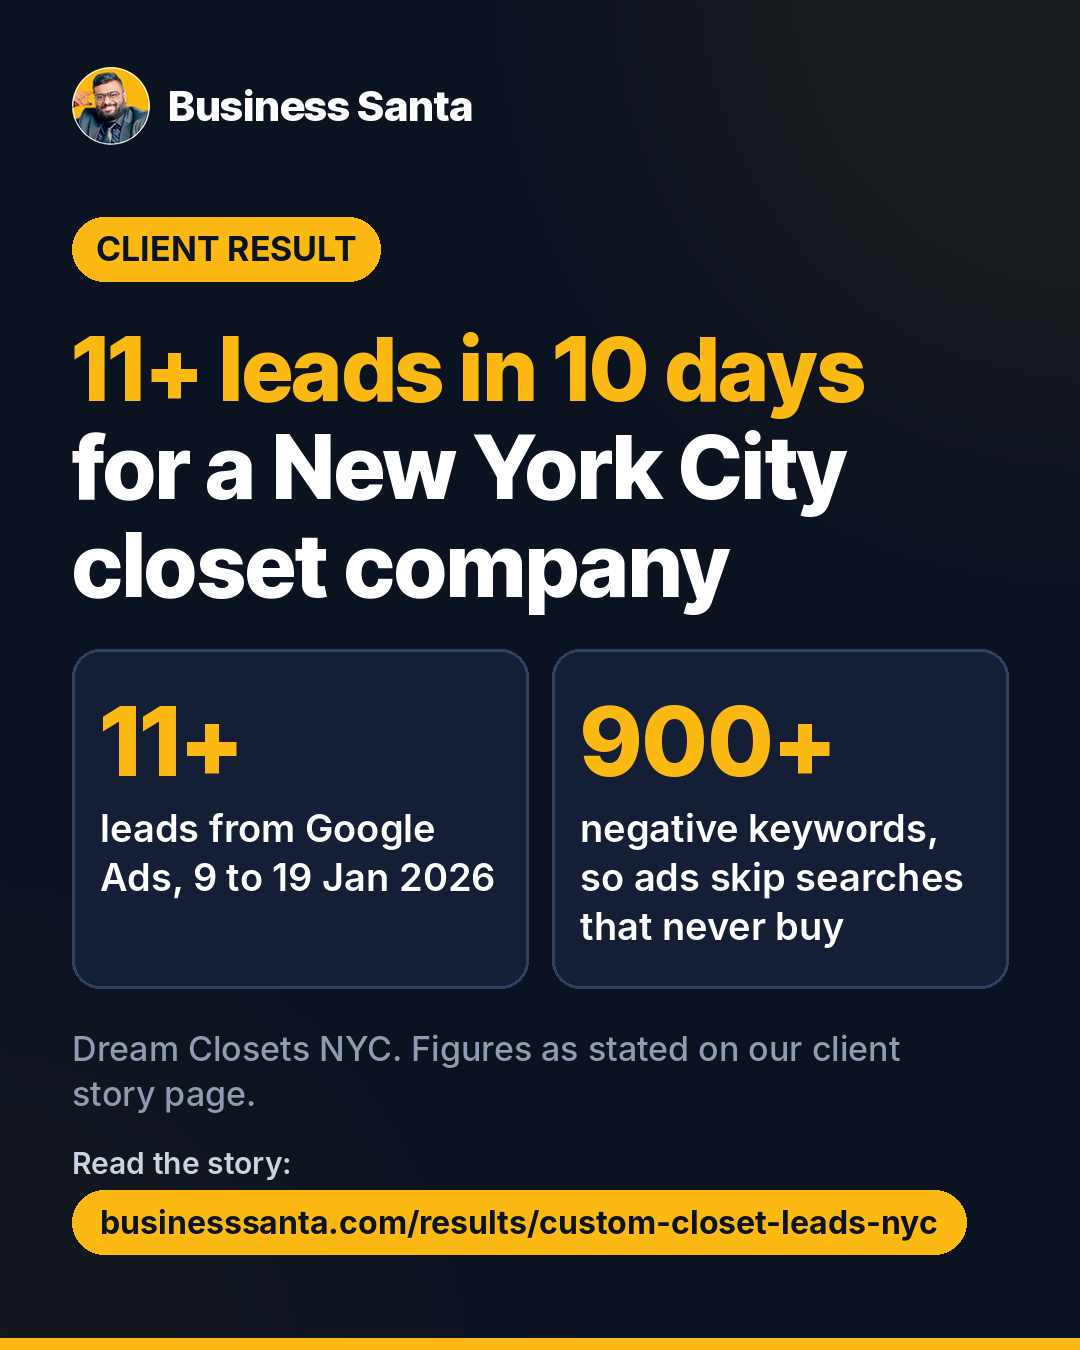 Business Santa
CLIENT RESULT
11+ leads in 10 days
for a New York City
closet company
11+
leads from Google
Ads, 9 to 19 Jan 2026
900+
negative keywords,
so ads skip searches
that never buy
Dream Closets NYC. Figures as stated on our client
story page.
Read the story:
businesssanta.com/results/custom-closet-leads-nyc